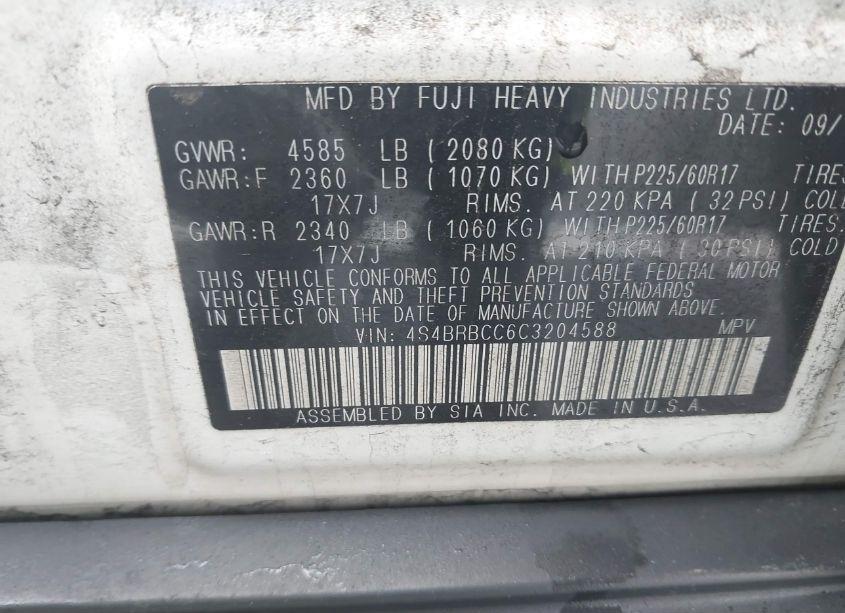 MFD BY FUJI HEAVY INDUSTRIES LTD.
DATE: 09/
GVWR: 4585 LB ( 2080 KG)
GAWR:F 2360 LB ( 1070 KG) WITH P225/60R17 TIRES
17X7J RIMS. AT 220 KPA ( 32 PSI) COLD
GAWR:R 2340 LB ( 1060 KG) WITH P225/60R17 TIRES.
17X7J RIMS. AT 210 KPA ( 30 PSI) COLD
THIS VEHICLE CONFORMS TO ALL APPLICABLE FEDERAL MOTOR
VEHICLE SAFETY AND THEFT PREVENTION STANDARDS
IN EFFECT ON THE DATE OF MANUFACTURE SHOWN ABOVE.
VIN: 4S4BRBCC6C3204588 MPV
ASSEMBLED BY SIA INC. MADE IN U.S.A.